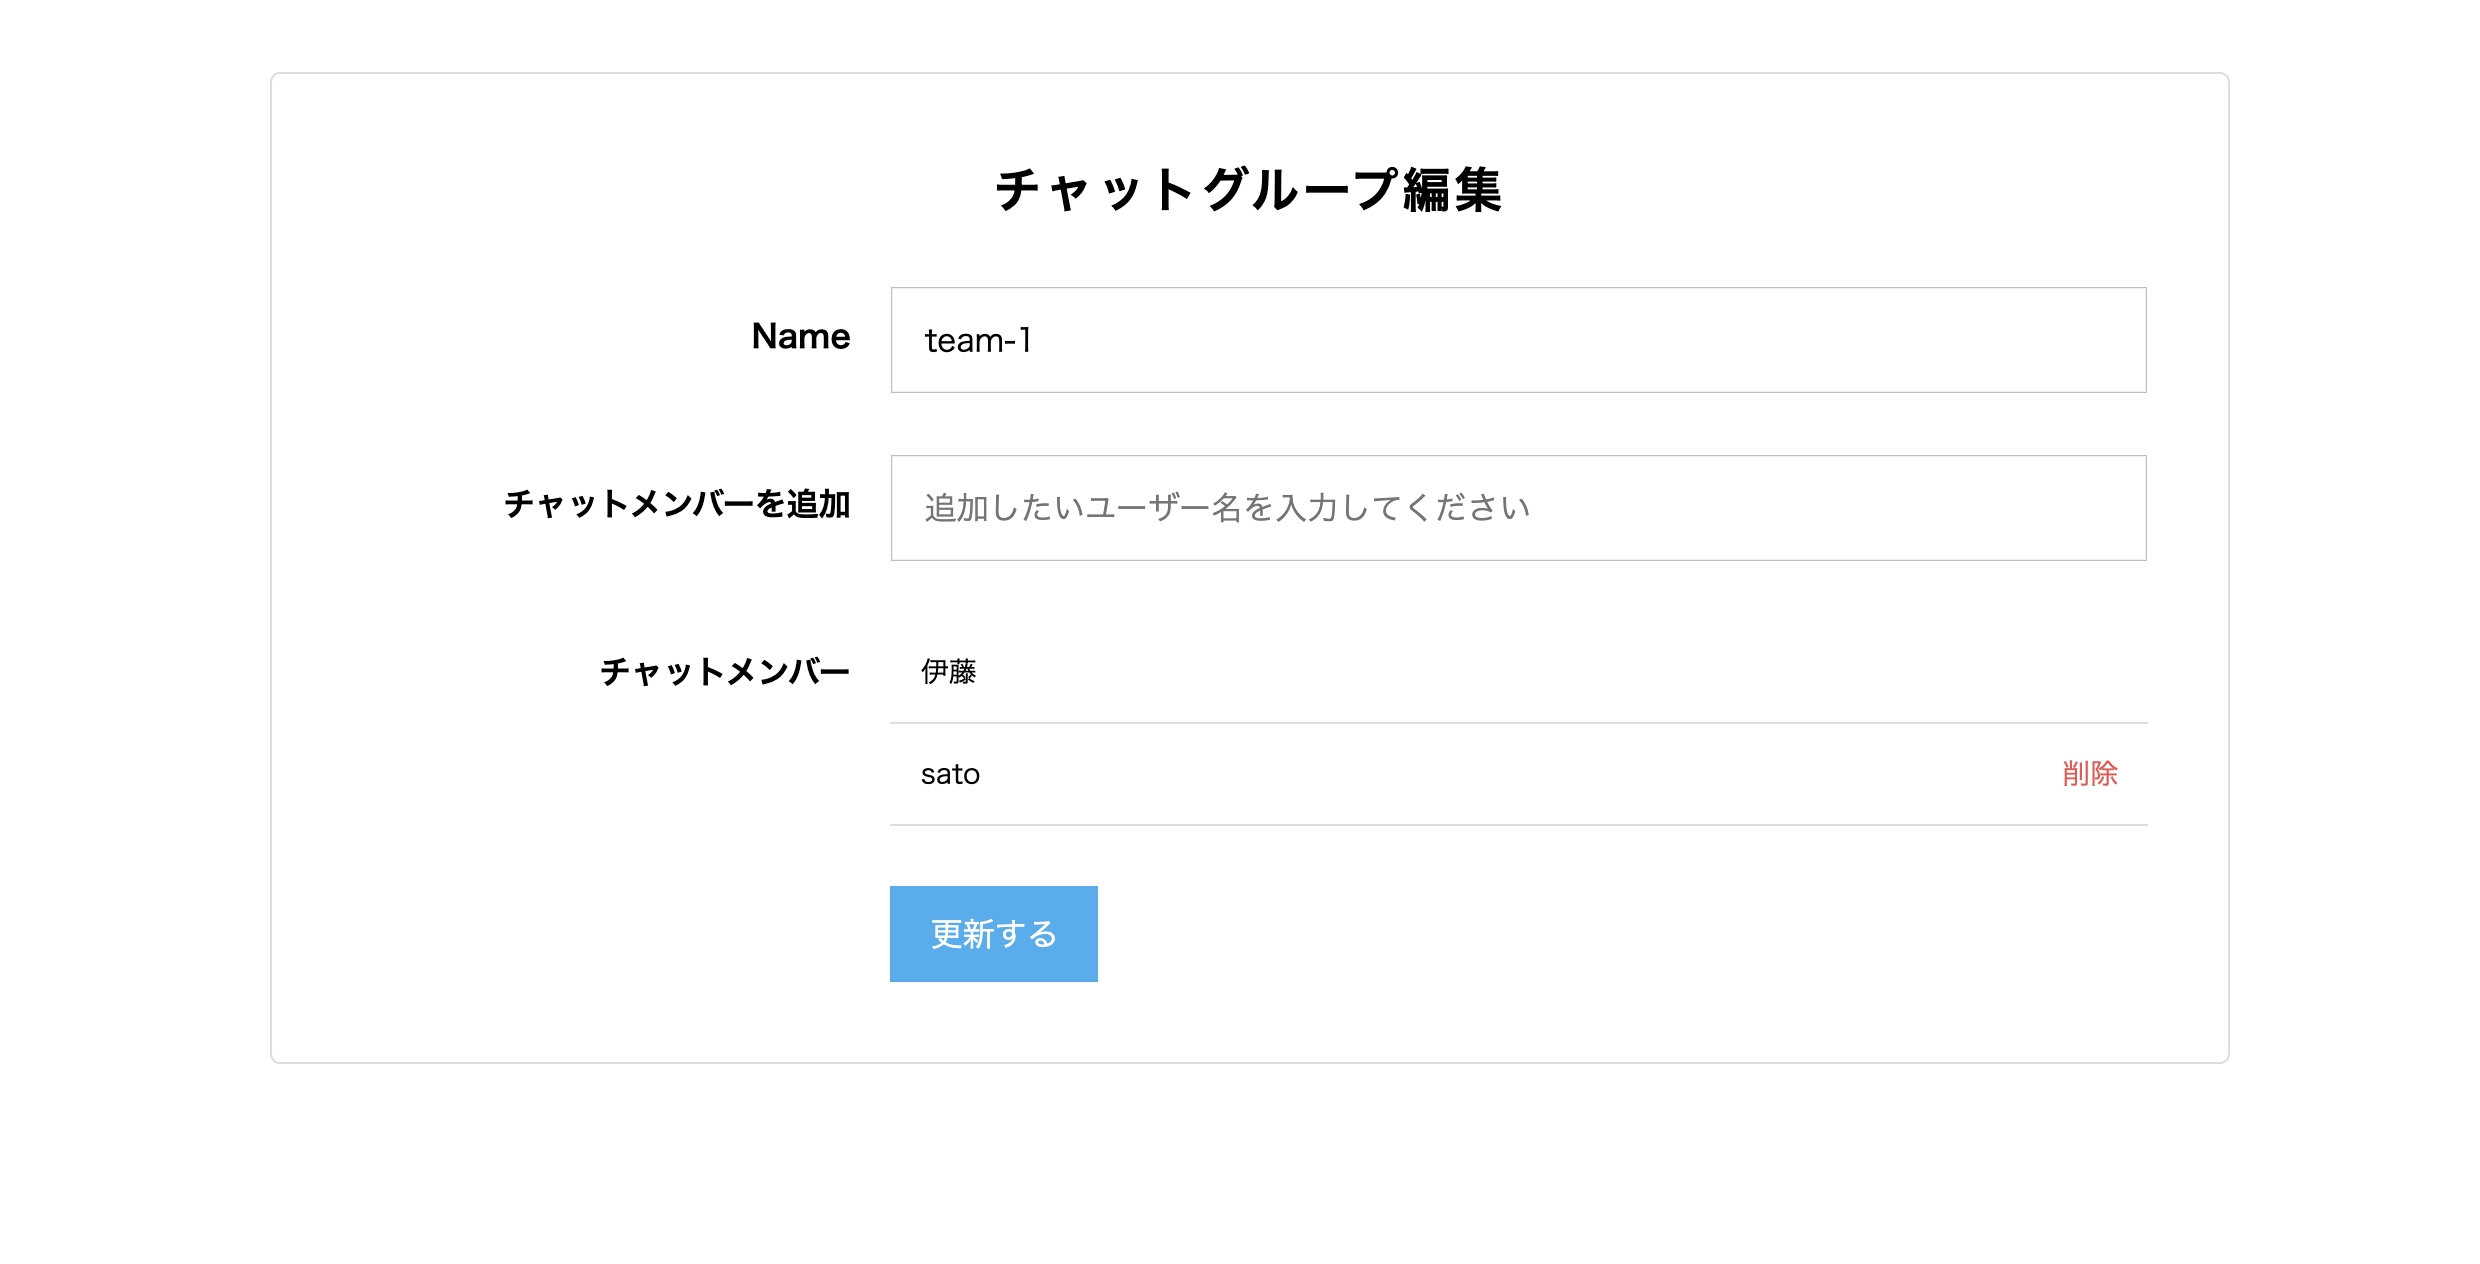 チャットグループ編集
Name
team-1
チャットメンバーを追加
追加したいユーザー名を入力してください
チャットメンバー
伊藤
sato
削除
更新する